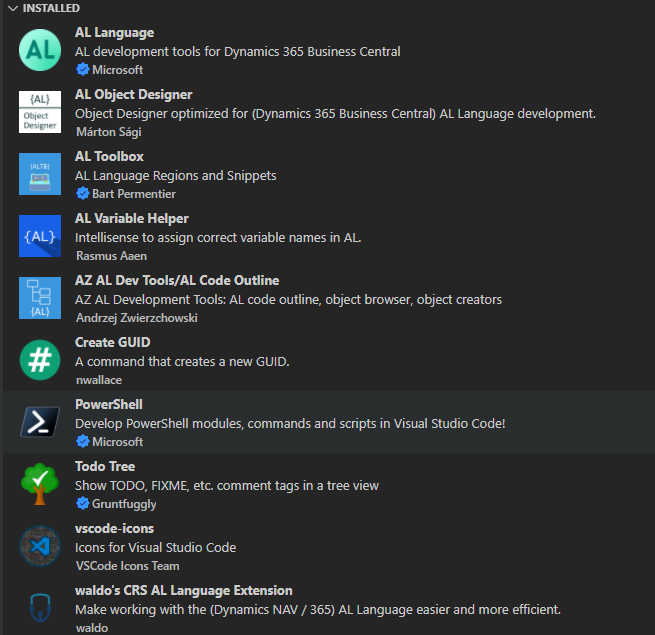 INSTALLED
AL
AL Language
AL development tools for Dynamics 365 Business Central
Microsoft
{AL}
Object
Designer
AL Object Designer
Object Designer optimized for (Dynamics 365 Business Central) AL Language development.
Márton Sági
{ALTB}
AL Toolbox
AL Language Regions and Snippets
Bart Permentier
{AL}
AL Variable Helper
Intellisense to assign correct variable names in AL.
Rasmus Aaen
{AL}
AZ AL Dev Tools/AL Code Outline
AZ AL Development Tools: AL code outline, object browser, object creators
Andrzej Zwierzchowski
#
Create GUID
A command that creates a new GUID.
nwallace
PowerShell
Develop PowerShell modules, commands and scripts in Visual Studio Code!
Microsoft
Todo Tree
Show TODO, FIXME, etc. comment tags in a tree view
Gruntfuggly
vscode-icons
Icons for Visual Studio Code
VSCode Icons Team
waldo's CRS AL Language Extension
Make working with the (Dynamics NAV / 365) AL Language easier and more efficient.
waldo